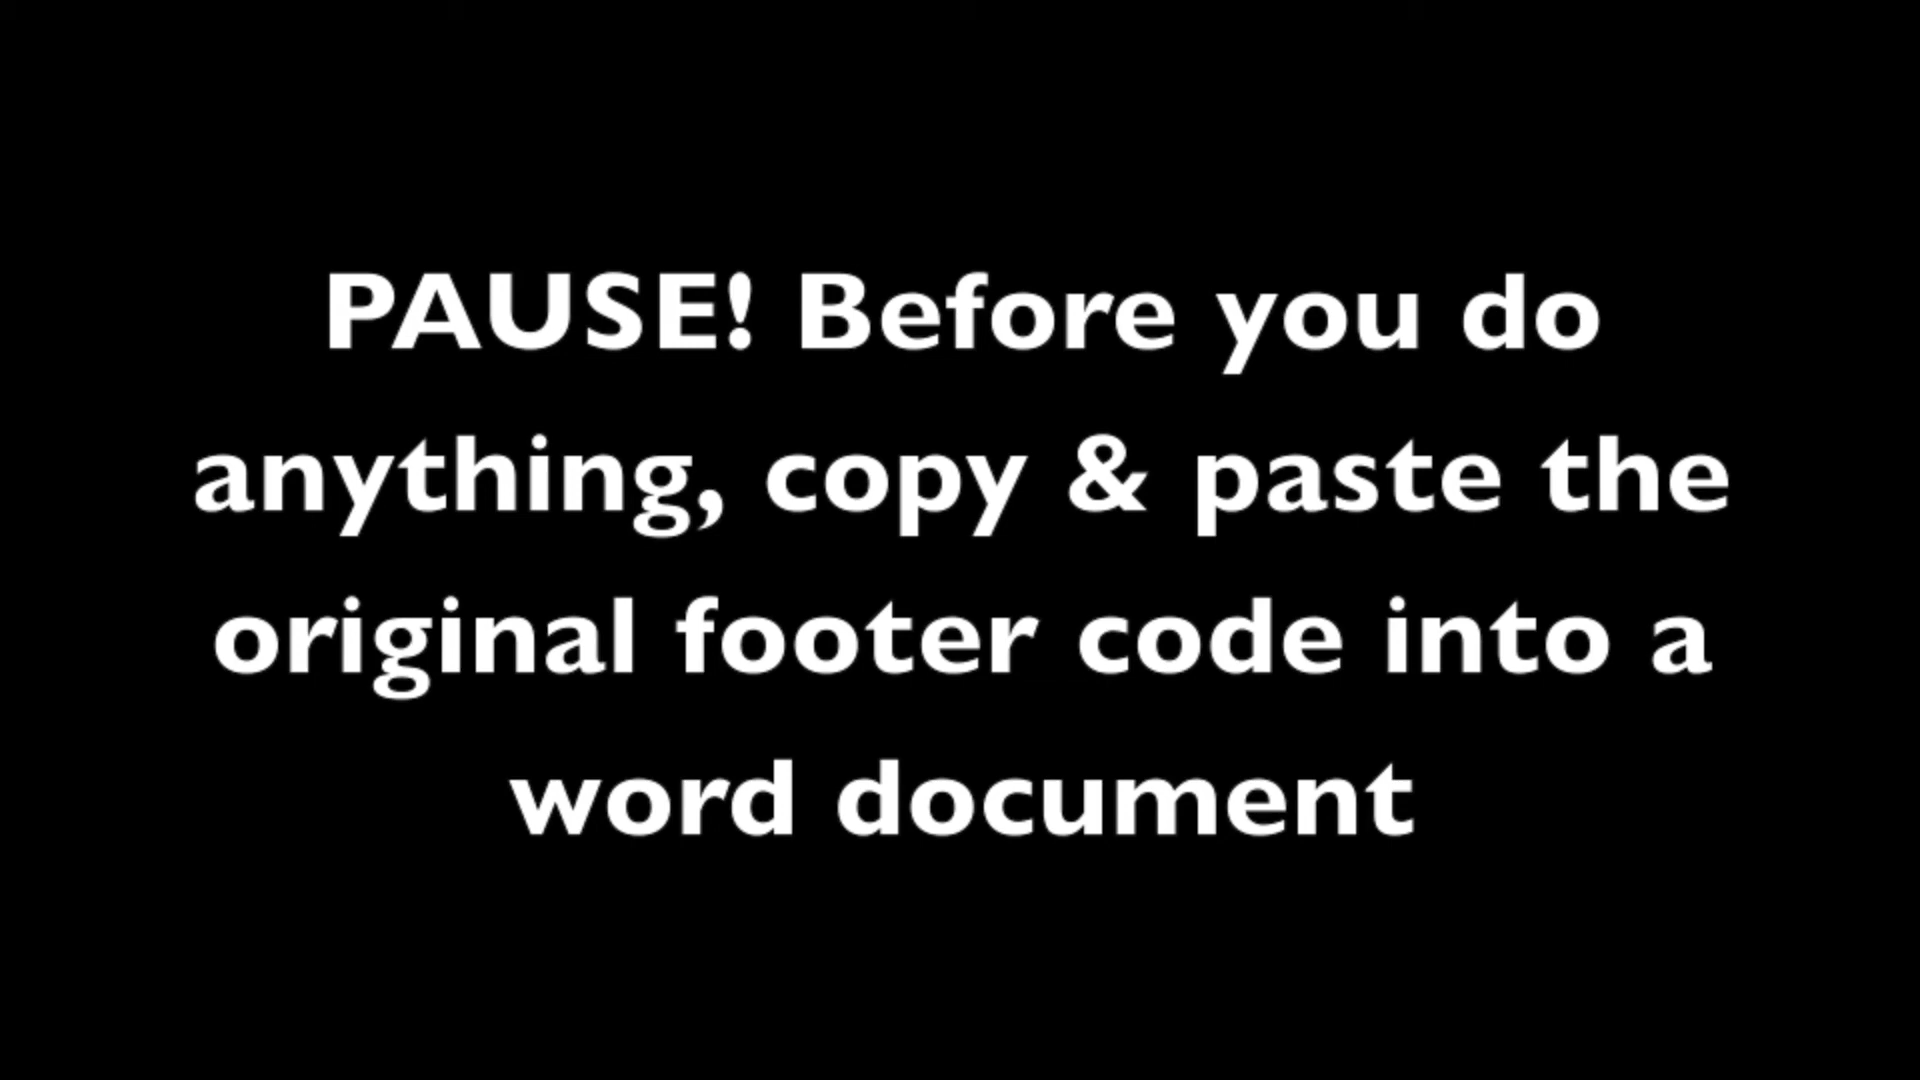 PAUSE! Before you do
anything, copy & paste the
original footer code into a
word document